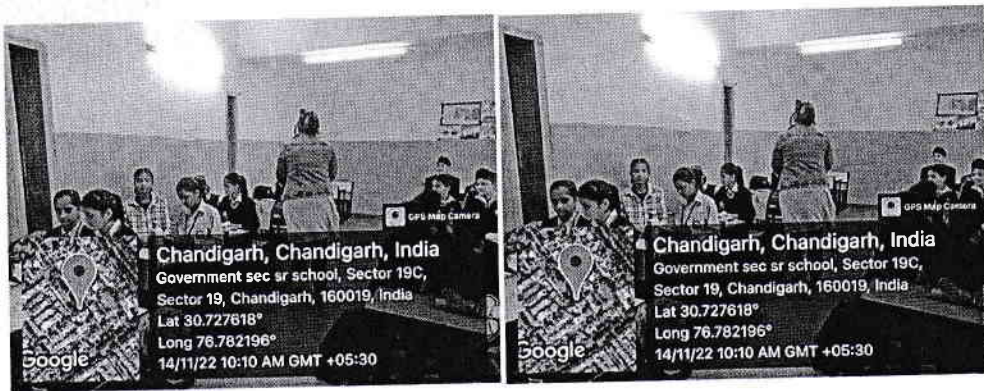 GPS Map Camera
Chandigarh, Chandigarh, India
Government sec sr school, Sector 19C,
Sector 19, Chandigarh, 160019, India
Lat 30.727618°
Long 76.782196°
14/11/22 10:10 AM GMT +05:30
Google
GPS Map Camera
Chandigarh, Chandigarh, India
Government sec sr school, Sector 19C,
Sector 19, Chandigarh, 160019, India
Lat 30.727618°
Long 76.782196°
14/11/22 10:10 AM GMT +05:30
Google